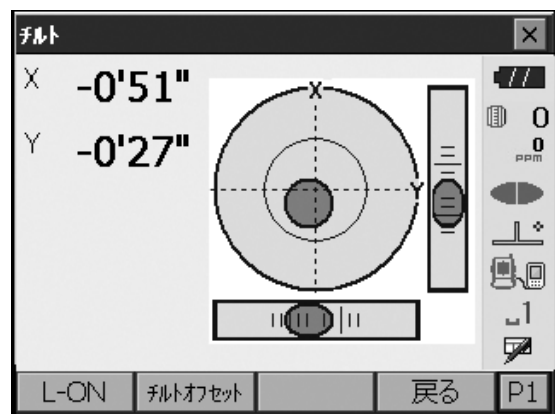 ﾁﾙﾄ
X -0'51"
Y -0'27"
X
Y
0
0
ppm
1
L-ON ﾁﾙﾄｵﾌｾｯﾄ 戻る P1